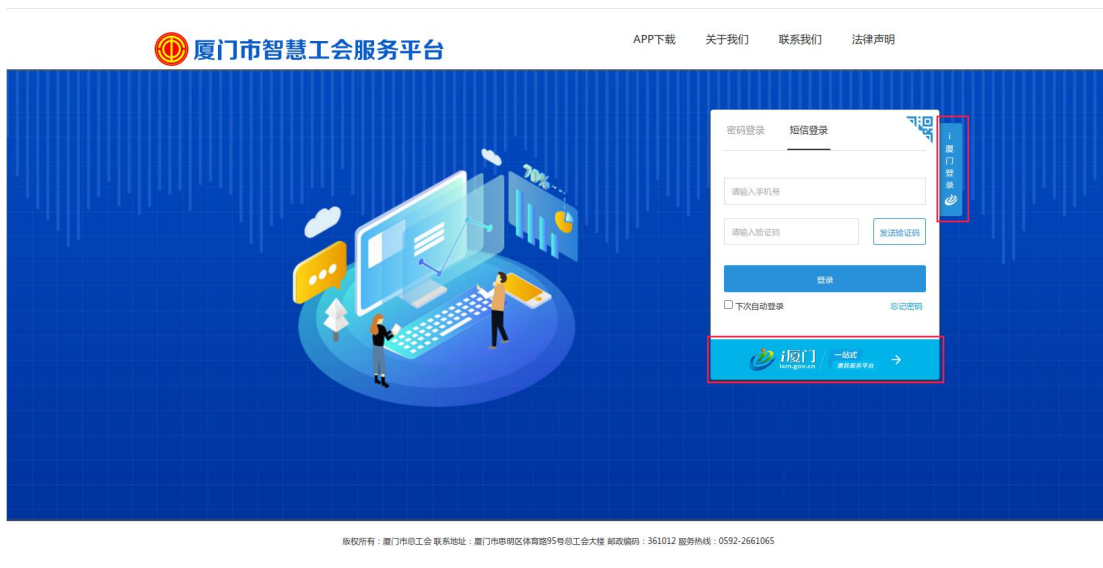 厦门市智慧工会服务平台
APP下载 关于我们 联系我们 法律声明
70%
密码登录 短信登录
i厦门登录
请输入手机号
请输入验证码 发送验证码
登录
下次自动登录 忘记密码
i厦门 一站式
ixm.gov.cn 惠民服务平台
版权所有：厦门市总工会 联系地址：厦门市思明区体育路95号总工会大楼 邮政编码：361012 服务热线：0592-2661065